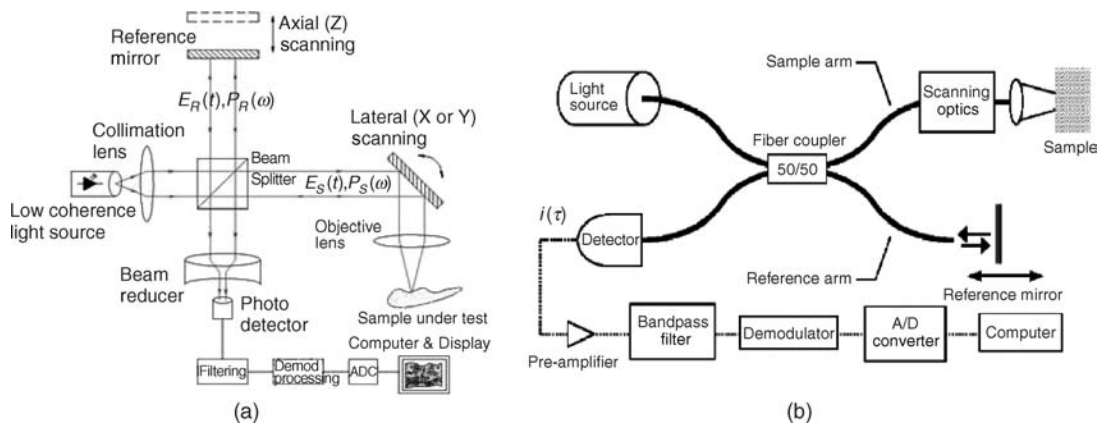 Reference
mirror
Axial (Z)
scanning
E_R(t),P_R(ω)
Collimation
lens
Lateral (X or Y)
scanning
Beam
Splitter
E_S(t),P_S(ω)
Low coherence
light source
Objective
lens
Beam
reducer
Photo
detector
Sample under test
Computer & Display
Filtering
Demod
processing
ADC
(a)
Light
source
Sample arm
Scanning
optics
Sample
Fiber coupler
50/50
i(τ)
Detector
Reference arm
Reference mirror
Pre-amplifier
Bandpass
filter
Demodulator
A/D
converter
Computer
(b)